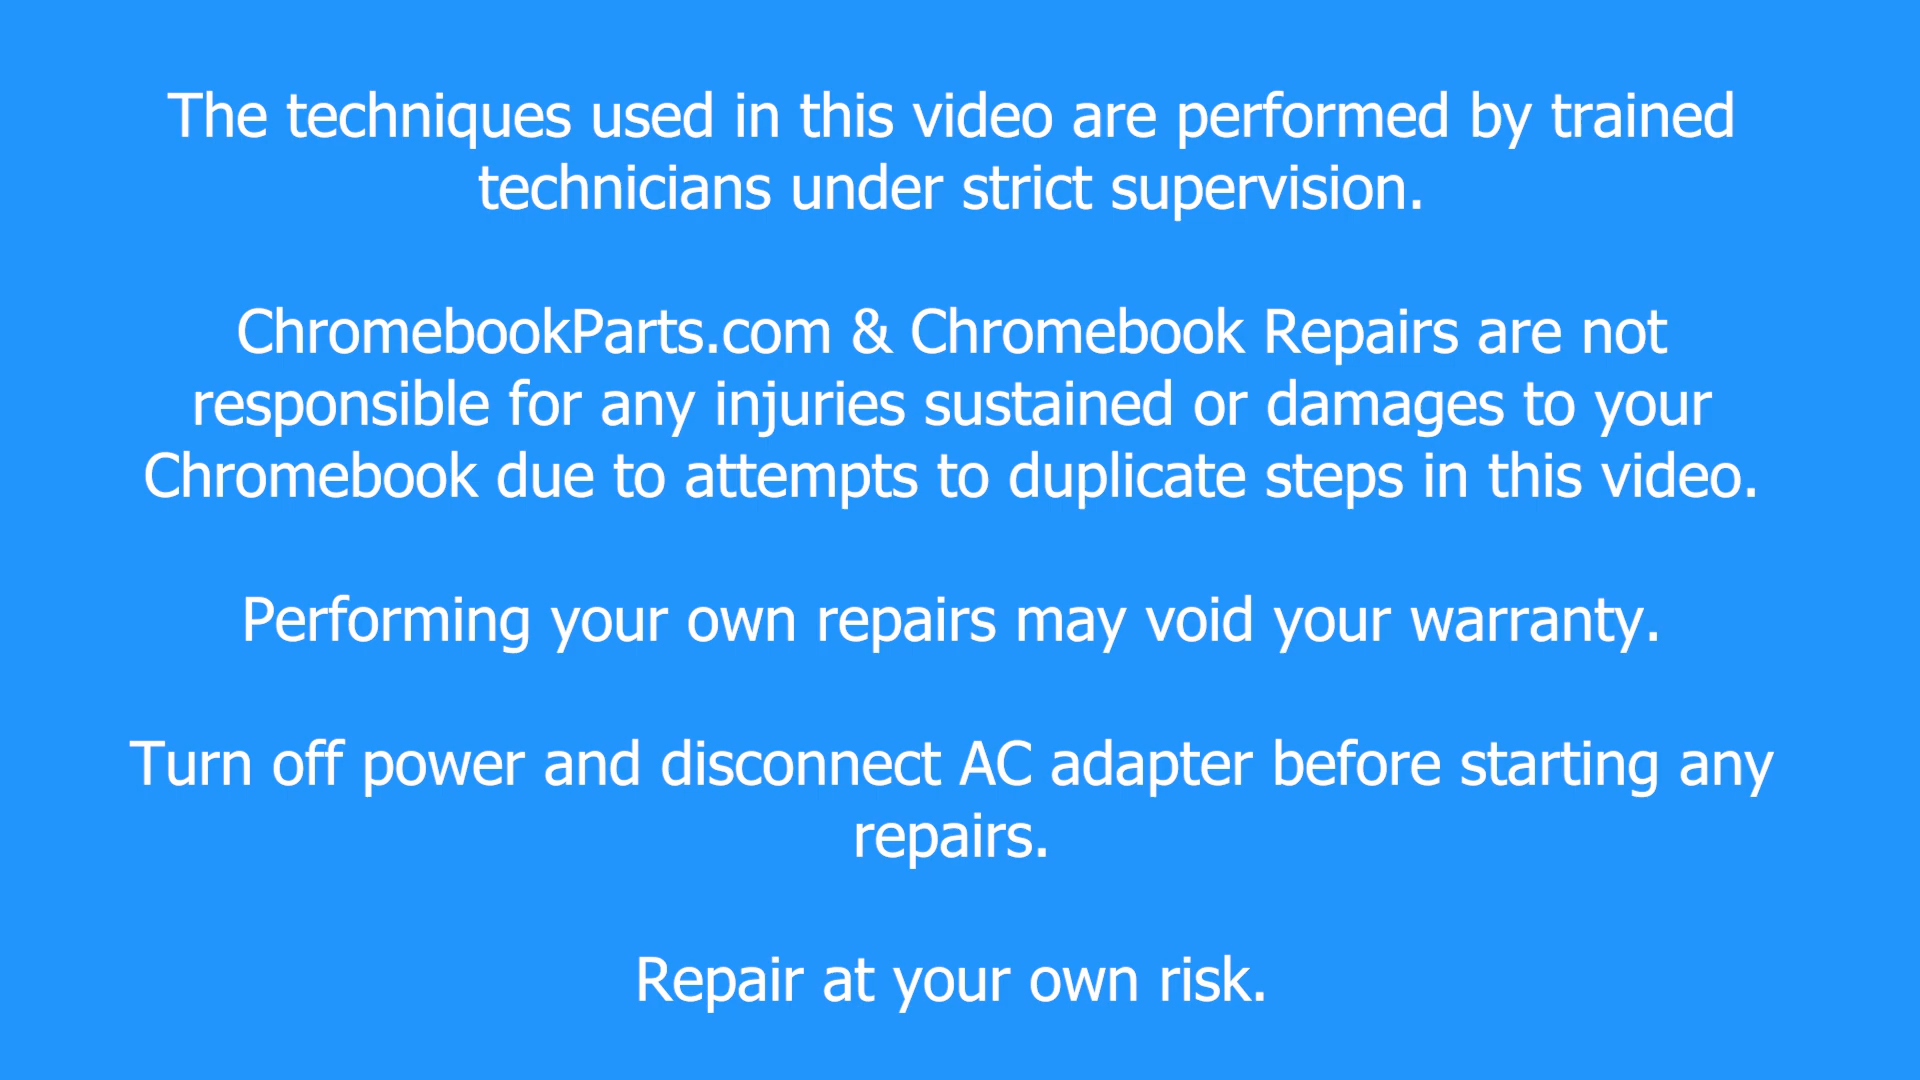 The techniques used in this video are performed by trained
technicians under strict supervision.
ChromebookParts.com & Chromebook Repairs are not
responsible for any injuries sustained or damages to your
Chromebook due to attempts to duplicate steps in this video.
Performing your own repairs may void your warranty.
Turn off power and disconnect AC adapter before starting any
repairs.
Repair at your own risk.